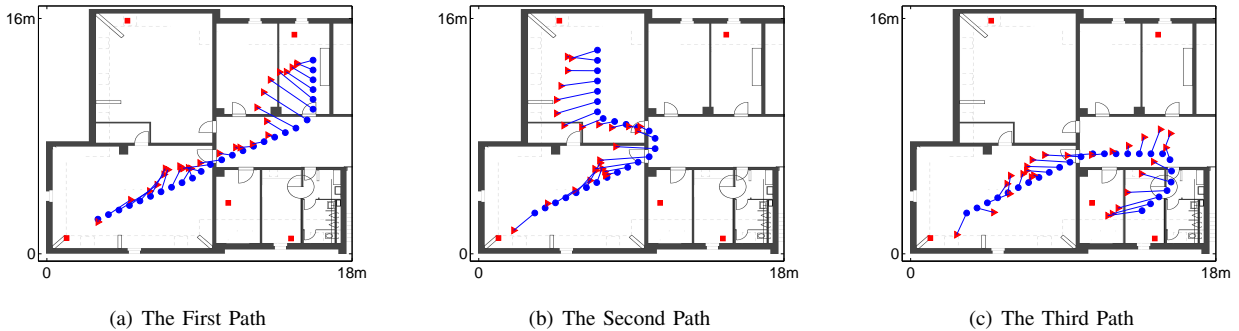 16m
0
0
18m
(a) The First Path
16m
0
0
18m
(b) The Second Path
16m
0
0
18m
(c) The Third Path